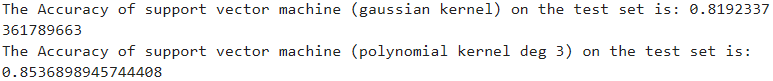 The Accuracy of support vector machine (gaussian kernel) on the test set is: 0.8192337
361789663
The Accuracy of support vector machine (polynomial kernel deg 3) on the test set is:
0.8536898945744408